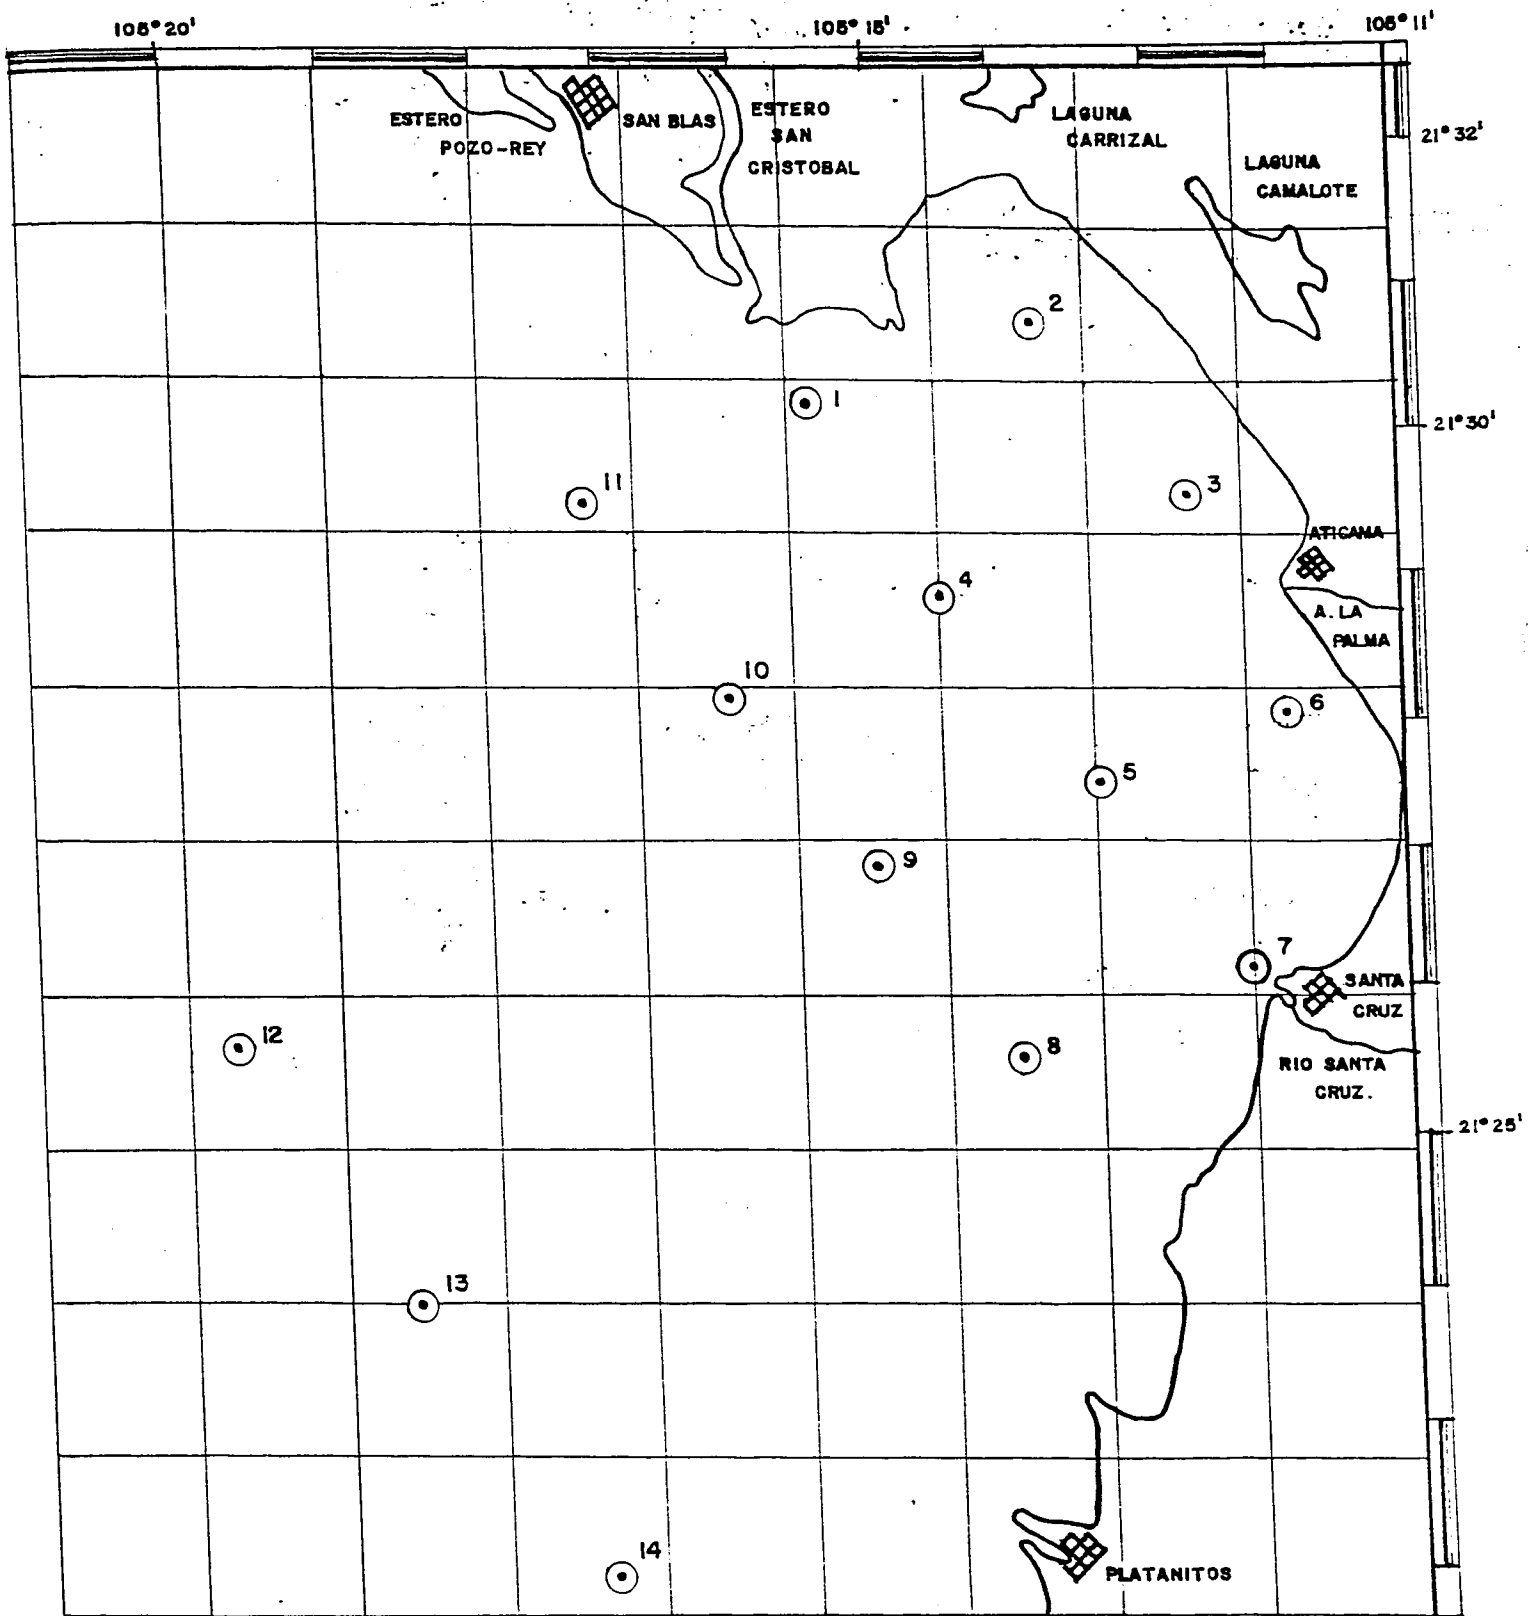 105°20'
105°15'
105°11'
ESTERO
POZO-REY
SAN BLAS
ESTERO
SAN
CRISTOBAL
LAGUNA
CARRIZAL
21°32'
LAGUNA
CAMALOTE
2
1
21°30'
11
3
ATICAMA
4
A. LA
PALMA
10
6
5
9
7
SANTA
CRUZ
12
8
RIO SANTA
CRUZ.
21°25'
13
14
PLATANITOS